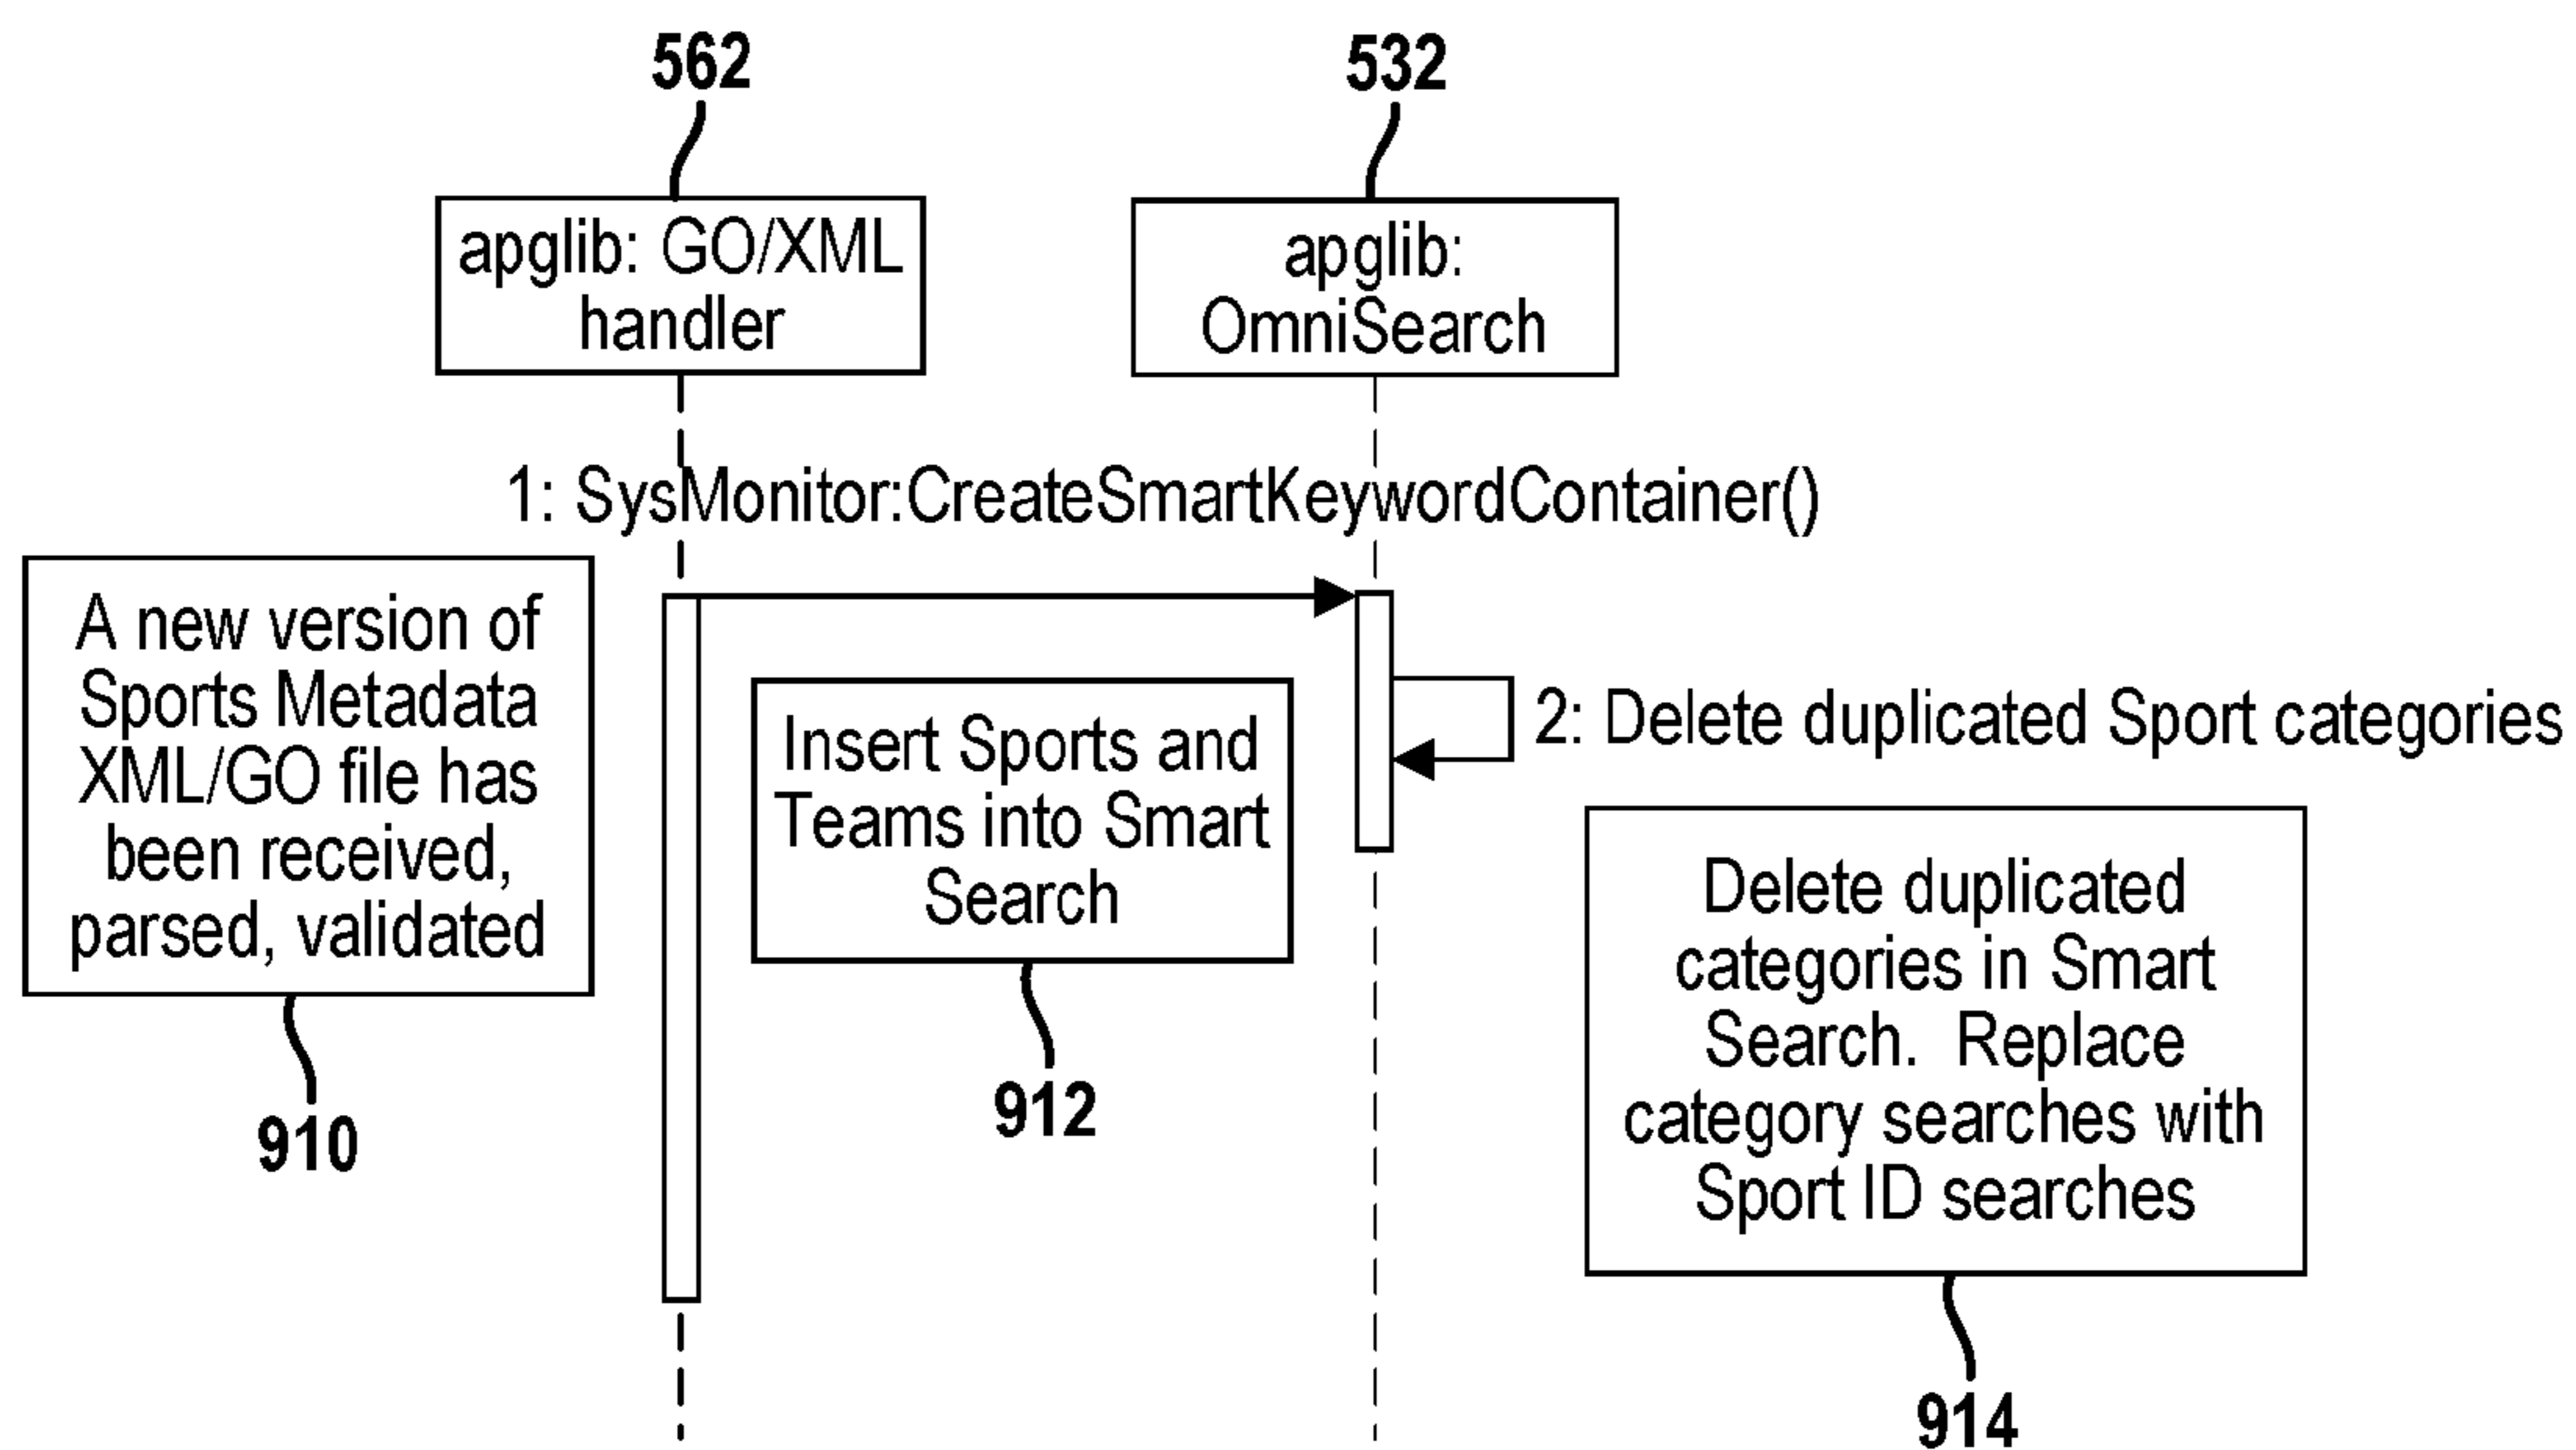 562
532
apglib: GO/XML
handler
apglib:
OmniSearch
1: SysMonitor:CreateSmartKeywordContainer()
A new version of
Sports Metadata
XML/GO file has
been received,
parsed, validated
910
Insert Sports and
Teams into Smart
Search
912
2: Delete duplicated Sport categories
Delete duplicated
categories in Smart
Search. Replace
category searches with
Sport ID searches
914